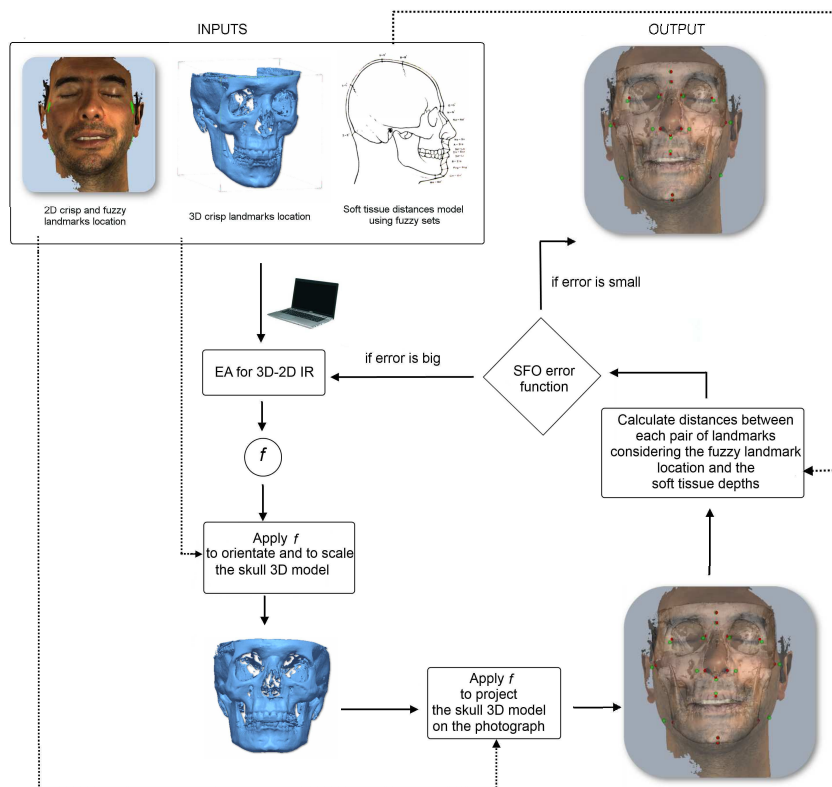 INPUTS
OUTPUT
2D crisp and fuzzy
landmarks location
3D crisp landmarks location
Soft tissue distances model
using fuzzy sets
if error is small
EA for 3D-2D IR
if error is big
SFO error
function
Calculate distances between
each pair of landmarks
considering the fuzzy landmark
location and the
soft tissue depths
f
Apply f
to orientate and to scale
the skull 3D model
Apply f
to project
the skull 3D model
on the photograph